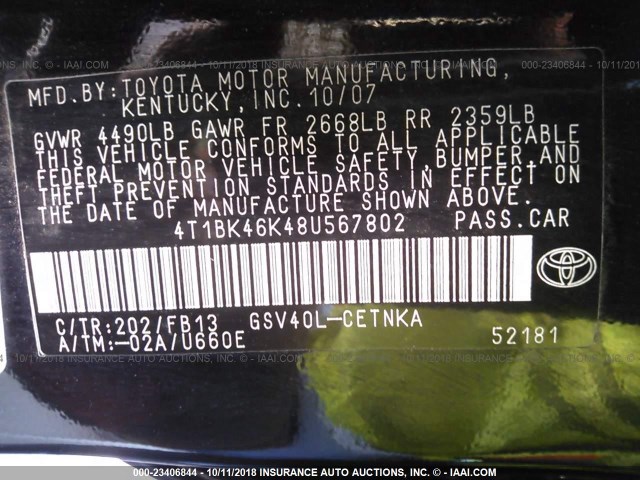 MFD.BY: TOYOTA MOTOR MANUFACTURING,
KENTUCKY, INC. 10/07
GVWR 4490LB GAWR FR 2668LB RR 2359LB
THIS VEHICLE CONFORMS TO ALL APPLICABLE
FEDERAL MOTOR VEHICLE SAFETY, BUMPER, AND
THEFT PREVENTION STANDARDS IN EFFECT ON
THE DATE OF MANUFACTURE SHOWN ABOVE.
4T1BK46K48U567802 PASS.CAR
C/TR:202/FB13 GSV40L-CETNKA
A/TM:-02A/U660E 52181
000-23406844 - 10/11/2018 INSURANCE AUTO AUCTIONS, INC. - © IAAI.COM